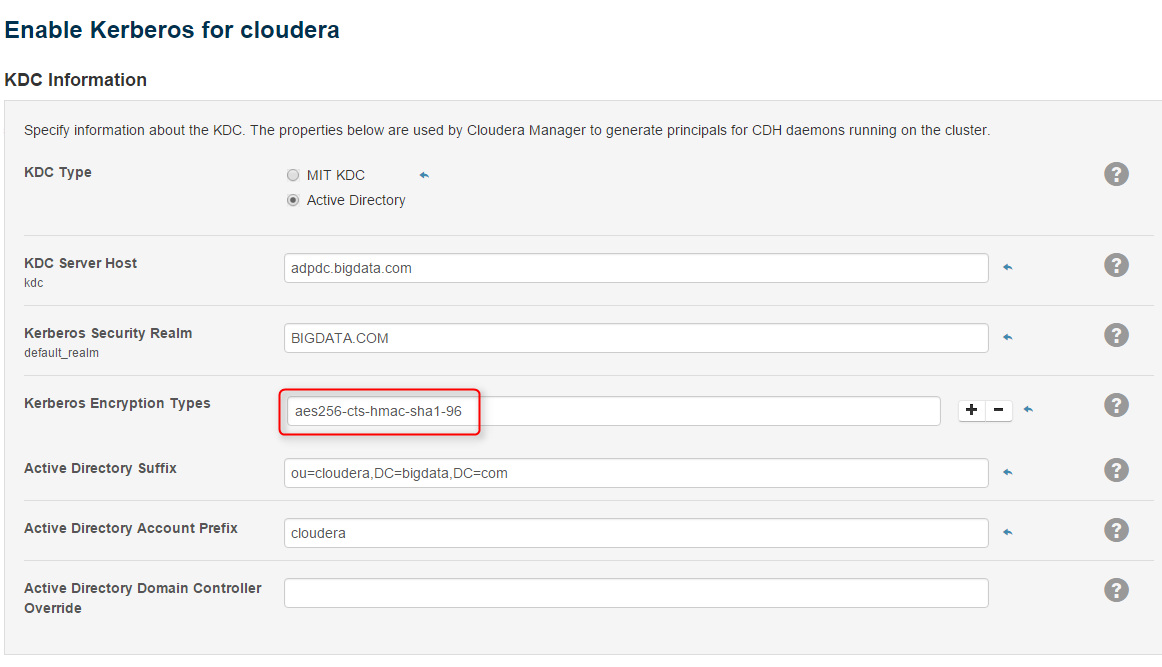 Enable Kerberos for cloudera
KDC Information
Specify information about the KDC. The properties below are used by Cloudera Manager to generate principals for CDH daemons running on the cluster.
KDC Type
MIT KDC
Active Directory
?
KDC Server Host
kdc
adpdc.bigdata.com
?
Kerberos Security Realm
default_realm
BIGDATA.COM
?
Kerberos Encryption Types
aes256-cts-hmac-sha1-96
+ −
?
Active Directory Suffix
ou=cloudera,DC=bigdata,DC=com
?
Active Directory Account Prefix
cloudera
?
Active Directory Domain Controller
Override
?